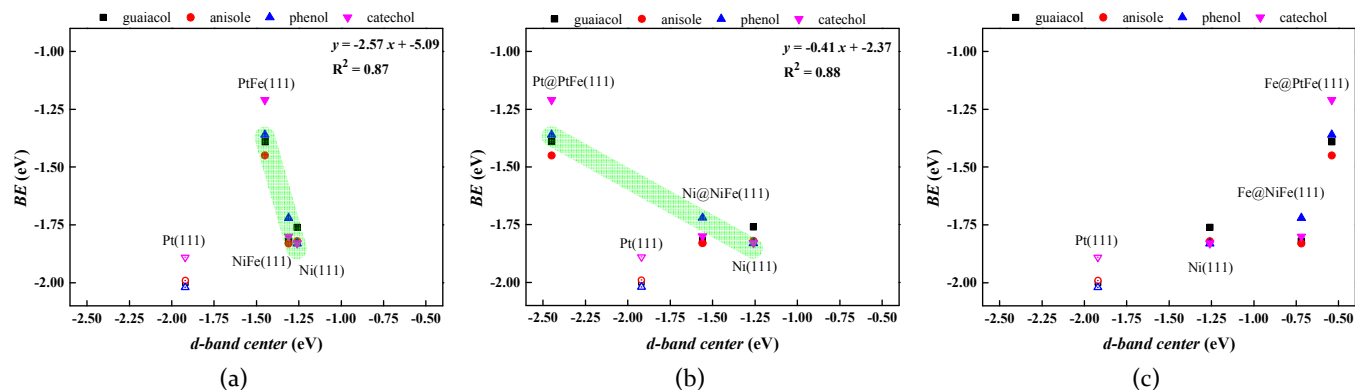 guaiacol anisole phenol catechol
y = -2.57 x + -5.09
R² = 0.87
PtFe(111)
Pt(111)
NiFe(111)
Ni(111)
BE (eV)
-1.00
-1.25
-1.50
-1.75
-2.00
-2.50 -2.25 -2.00 -1.75 -1.50 -1.25 -1.00 -0.75 -0.50
d-band center (eV)
(a)
guaiacol anisole phenol catechol
y = -0.41 x + -2.37
R² = 0.88
Pt@PtFe(111)
Ni@NiFe(111)
Pt(111)
Ni(111)
BE (eV)
-1.00
-1.25
-1.50
-1.75
-2.00
-2.50 -2.25 -2.00 -1.75 -1.50 -1.25 -1.00 -0.75 -0.50
d-band center (eV)
(b)
guaiacol anisole phenol catechol
Fe@PtFe(111)
Fe@NiFe(111)
Pt(111)
Ni(111)
BE (eV)
-1.00
-1.25
-1.50
-1.75
-2.00
-2.50 -2.25 -2.00 -1.75 -1.50 -1.25 -1.00 -0.75 -0.50
d-band center (eV)
(c)